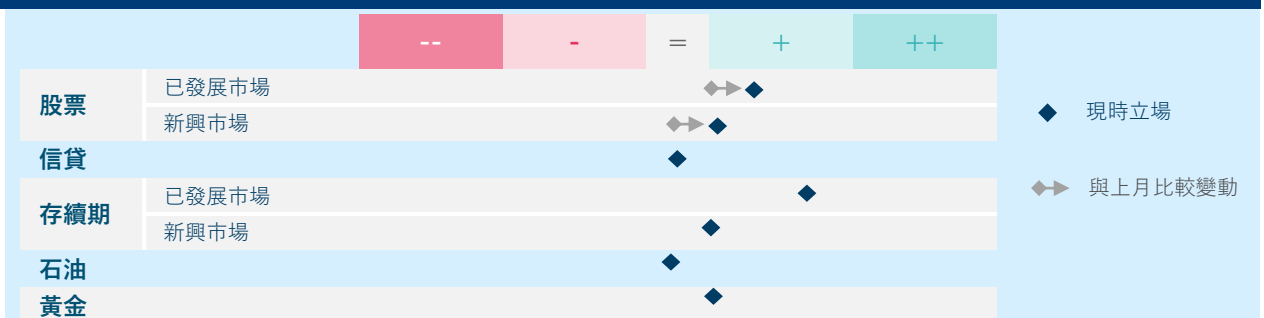 -- - = + ++
股票
已發展市場
新興市場
信貸
存續期
已發展市場
新興市場
石油
黃金
現時立場
與上月比較變動